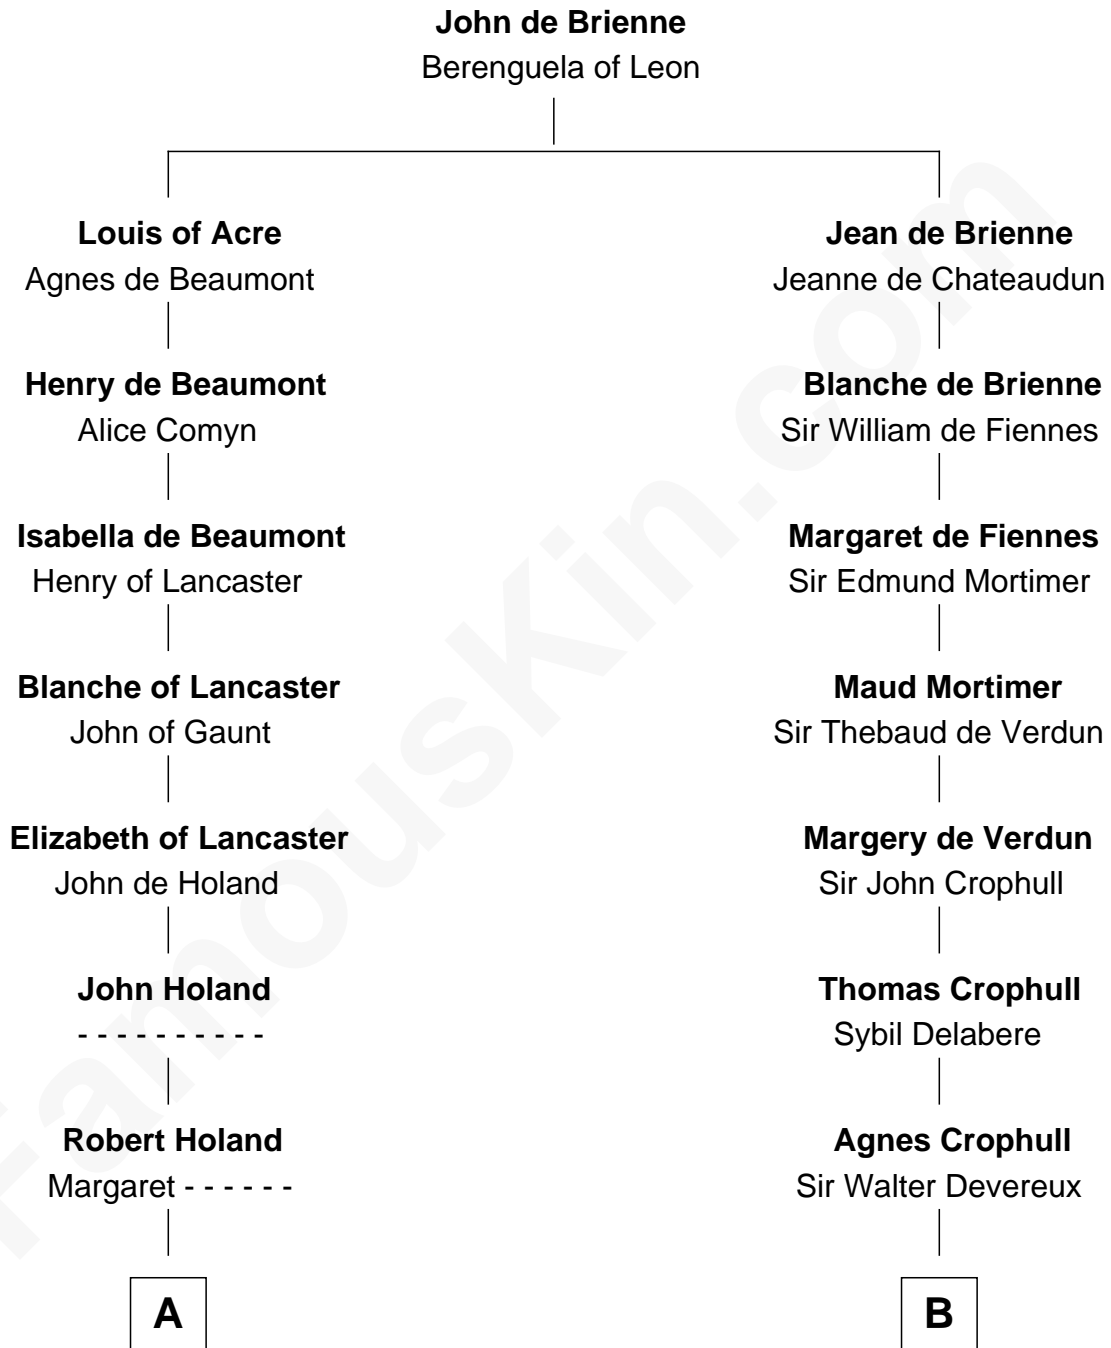 John de Brienne
Berenguela of Leon
Louis of Acre
Agnes de Beaumont
Jean de Brienne
Jeanne de Chateaudun
Henry de Beaumont
Alice Comyn
Blanche de Brienne
Sir William de Fiennes
Isabella de Beaumont
Henry of Lancaster
Margaret de Fiennes
Sir Edmund Mortimer
Blanche of Lancaster
John of Gaunt
Maud Mortimer
Sir Thebaud de Verdun
Elizabeth of Lancaster
John de Holand
Margery de Verdun
Sir John Crophull
John Holand
- - - - - - - - - -
Thomas Crophull
Sybil Delabere
Robert Holand
Margaret - - - - - -
Agnes Crophull
Sir Walter Devereux
A
B
FamousKin.com